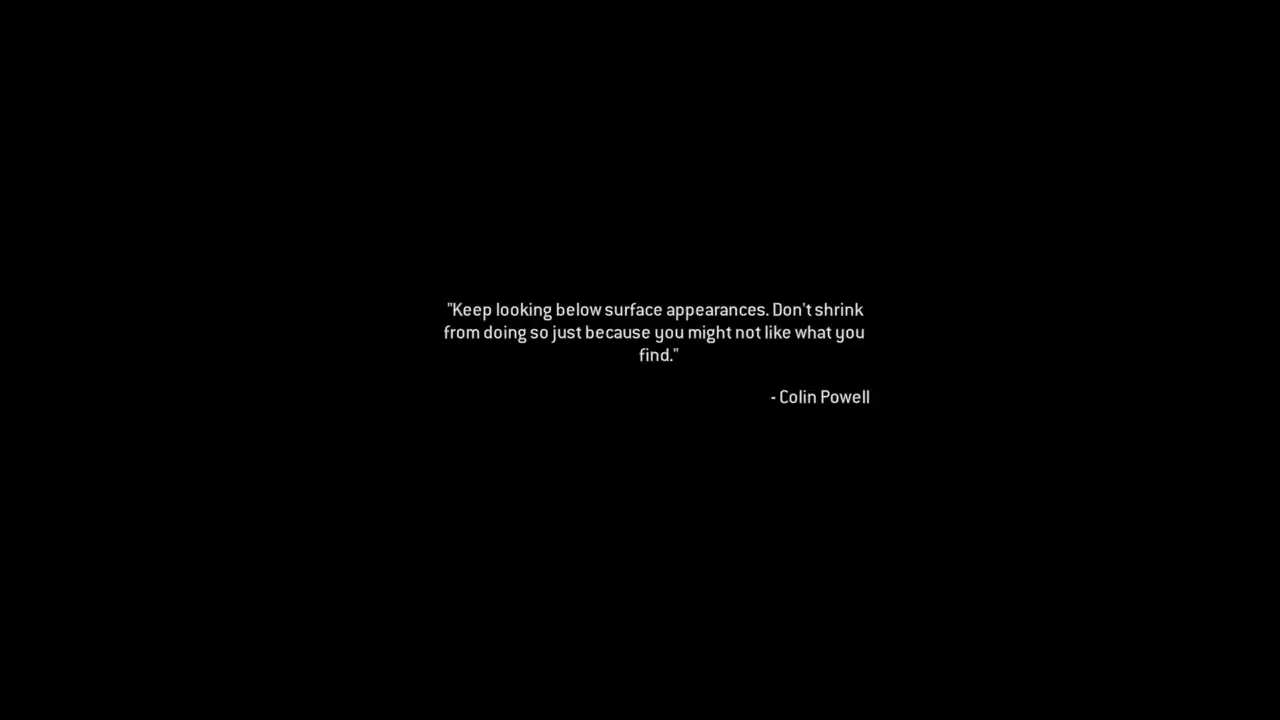 "Keep looking below surface appearances. Don't shrink
from doing so just because you might not like what you
find."
- Colin Powell